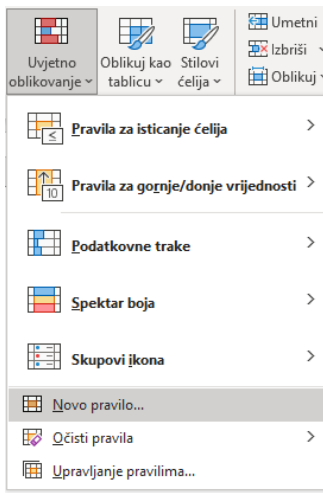 Uvjetno oblikovanje
Oblikuj kao tablicu
Stilovi ćelija
Umetni
Izbriši
Oblikuj
Pravila za isticanje ćelija
10
Pravila za gornje/donje vrijednosti
Podatkovne trake
Spektar boja
Skupovi ikona
Novo pravilo...
Očisti pravila
Upravljanje pravilima...